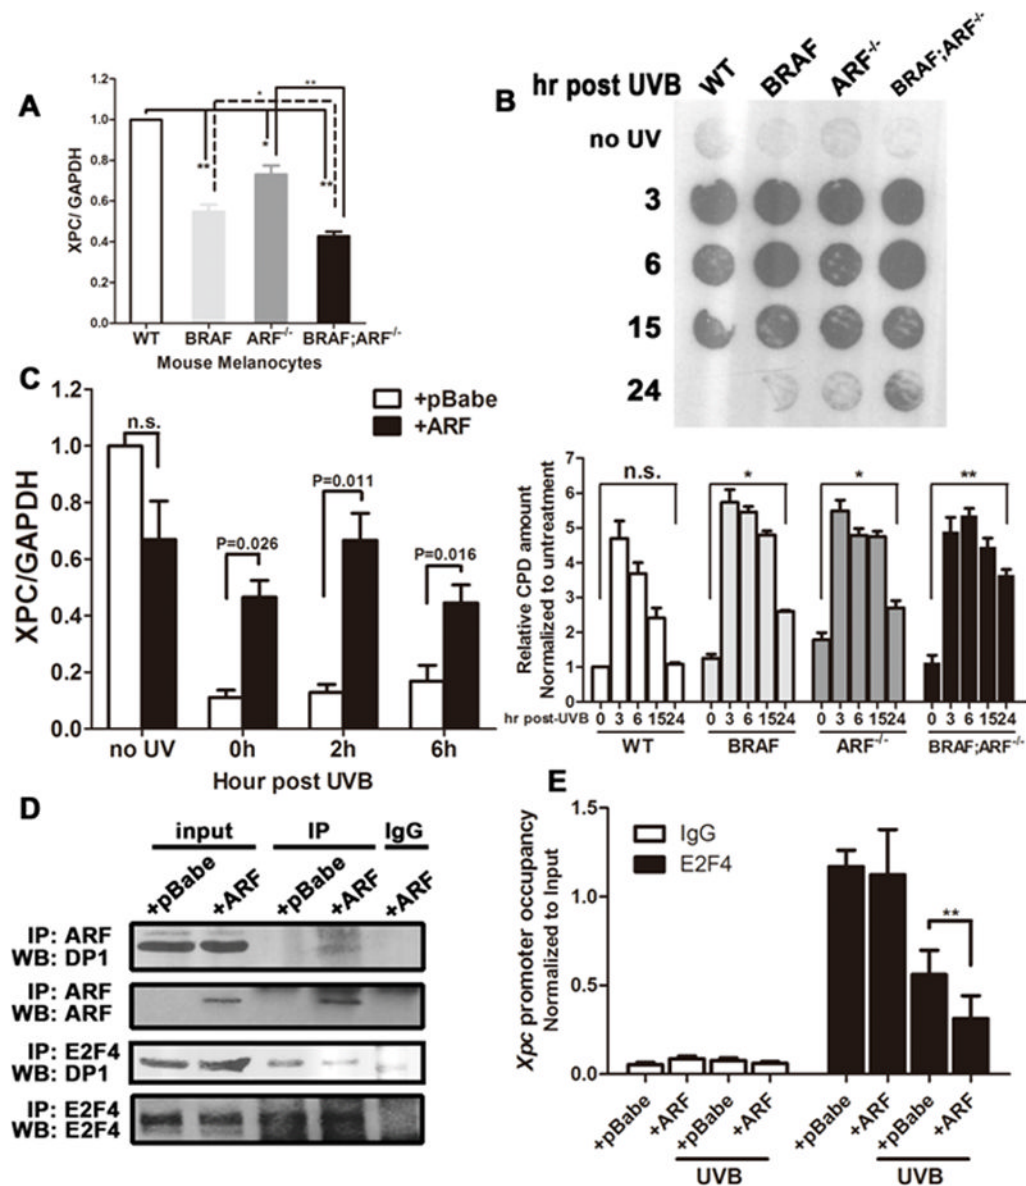 A
XPC/ GAPDH
1.2
1.0
0.8
0.6
0.4
0.2
0.0
**
*
*
**
**
WT BRAF ARF-/- BRAF;ARF-/-
Mouse Melanocytes
B
hr post UVB WT BRAF ARF-/- BRAF;ARF-/-
no UV
3
6
15
24
Relative CPD amount
Normalized to untreatment
7
6
5
4
3
2
1
0
n.s. * * **
hr post-UVB 0 3 6 15 24 0 3 6 15 24 0 3 6 15 24 0 3 6 15 24
WT BRAF ARF-/- BRAF;ARF-/-
C
XPC/GAPDH
1.2
1.0
0.8
0.6
0.4
0.2
0.0
+pBabe
+ARF
n.s.
P=0.026
P=0.011
P=0.016
no UV 0h 2h 6h
Hour post UVB
D
input IP IgG
+pBabe +ARF +pBabe +ARF +ARF
IP: ARF
WB: DP1
IP: ARF
WB: ARF
IP: E2F4
WB: DP1
IP: E2F4
WB: E2F4
E
Xpc promoter occupancy
Normalized to Input
1.5
1.0
0.5
0.0
IgG
E2F4
**
+pBabe +ARF +pBabe +ARF +pBabe +ARF +pBabe +ARF
UVB UVB